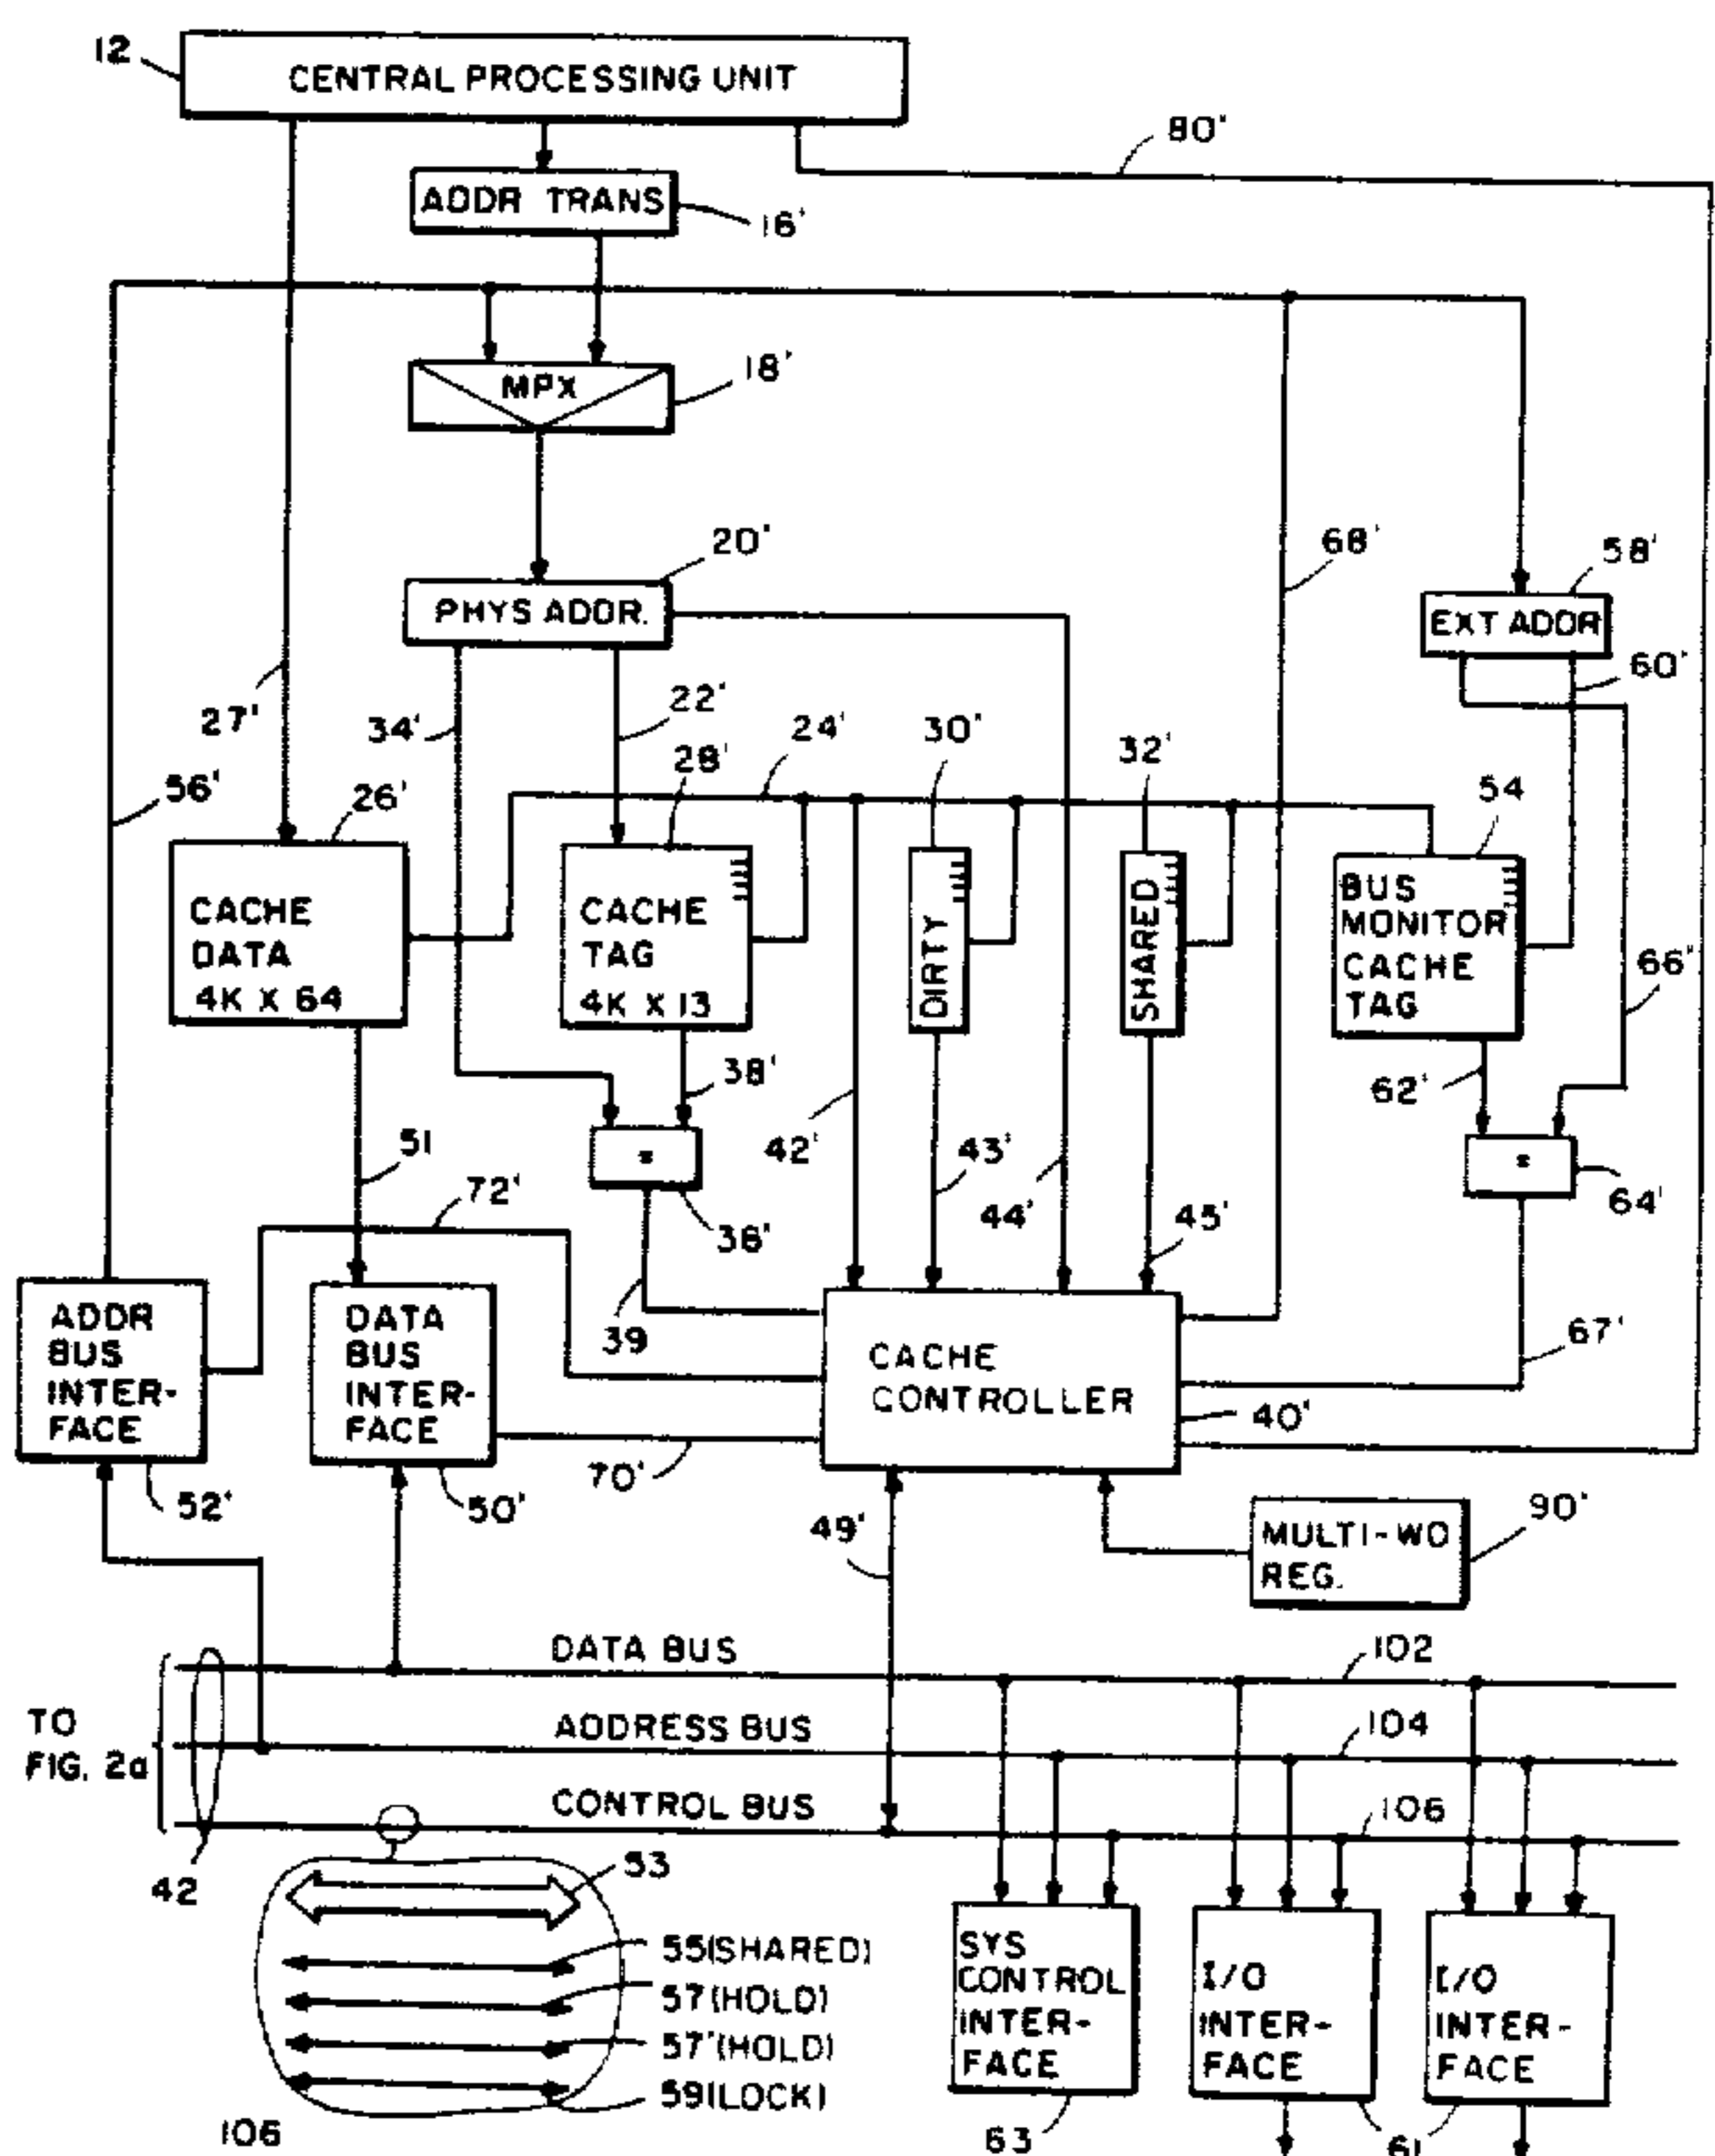 12
CENTRAL PROCESSING UNIT
80'
ADDR TRANS
16'
MPX
18'
20'
PHYS ADDR.
68'
58'
EXT ADDR
60'
27'
34'
22'
24'
30'
32'
28'
54
56'
26'
CACHE
DATA
4K X 64
CACHE
TAG
4K X 13
DIRTY
SHARED
BUS
MONITOR
CACHE
TAG
66'
38'
62'
51
42'
43'
44'
45'
=
=
64'
72'
36'
39
67'
ADDR
BUS
INTER-
FACE
DATA
BUS
INTER-
FACE
CACHE
CONTROLLER
40'
70'
52'
50'
49'
MULTI-WD
REG.
90'
DATA BUS
102
TO
FIG. 2a
ADDRESS BUS
104
CONTROL BUS
106
42
53
55(SHARED)
57(HOLD)
57'(HOLD)
59(LOCK)
106
SYS
CONTROL
INTER-
FACE
I/O
INTER-
FACE
I/O
INTER-
FACE
63
61